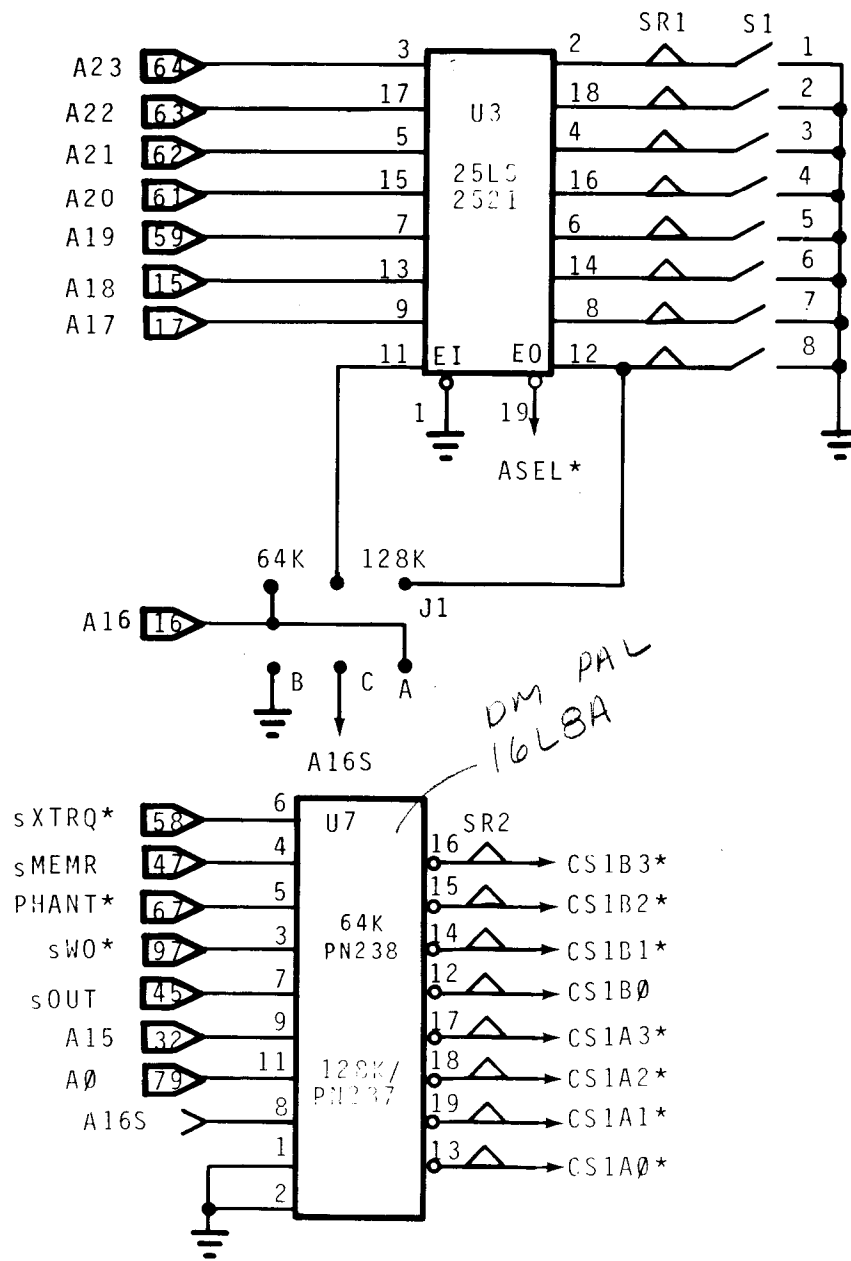 SR1 S1
A23 64 3 2 1
A22 63 17 18 2
U3
A21 62 5 4 3
25LS
2521
A20 61 15 16 4
A19 59 7 6 5
A18 15 13 14 6
A17 17 9 8 7
11 EI EO 12 8
1 19
ASEL*
64K 128K
J1
A16 16
B C A
A16S
DM PAL
16L8A
sXTRQ* 58 6 U7 SR2
sMEMR 47 4 16 CS1B3*
PHANT* 67 5 15 CS1B2*
64K
PN238
sWO* 97 3 14 CS1B1*
sOUT 45 7 12 CS1BØ
A15 32 9 17 CS1A3*
AØ 79 11 18 CS1A2*
128K/
PN237
A16S 8 19 CS1A1*
1 13 CS1AØ*
2